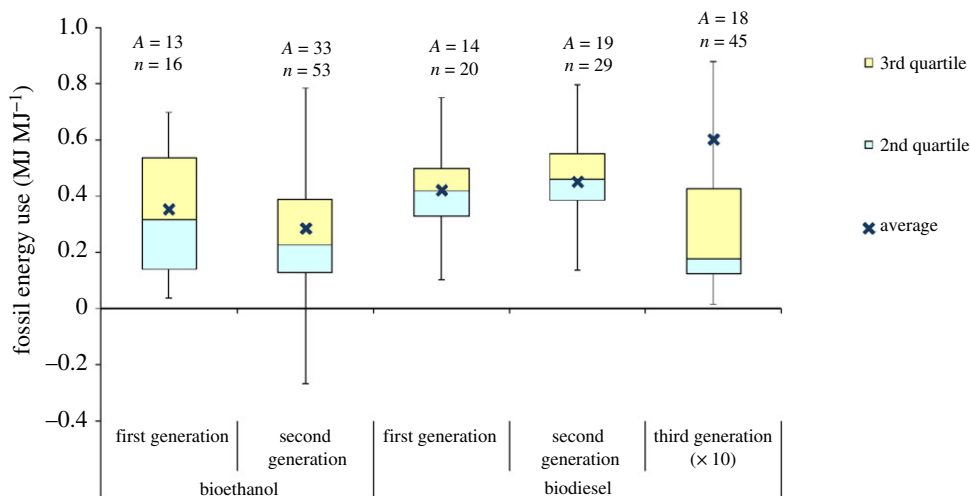 1.0
0.8
0.6
0.4
0.2
0
–0.2
–0.4
fossil energy use (MJ MJ⁻¹)
A = 13
n = 16
A = 33
n = 53
A = 14
n = 20
A = 19
n = 29
A = 18
n = 45
3rd quartile
2nd quartile
average
first generation
second
generation
first generation
second
generation
third generation
(× 10)
bioethanol
biodiesel